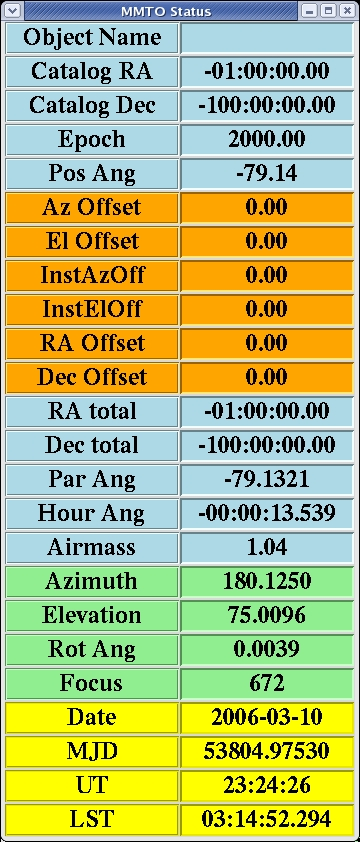 MMTO Status
Object Name
Catalog RA -01:00:00.00
Catalog Dec -100:00:00.00
Epoch 2000.00
Pos Ang -79.14
Az Offset 0.00
El Offset 0.00
InstAzOff 0.00
InstElOff 0.00
RA Offset 0.00
Dec Offset 0.00
RA total -01:00:00.00
Dec total -100:00:00.00
Par Ang -79.1321
Hour Ang -00:00:13.539
Airmass 1.04
Azimuth 180.1250
Elevation 75.0096
Rot Ang 0.0039
Focus 672
Date 2006-03-10
MJD 53804.97530
UT 23:24:26
LST 03:14:52.294